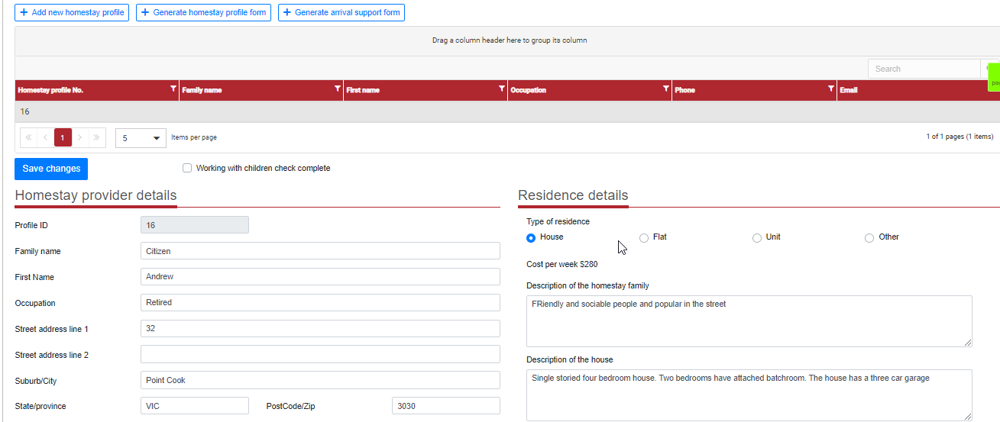 + Add new homestay profile + Generate homestay profile form + Generate arrival support form
Drag a column header here to group its column
Search
Homestay profile No. Family name First name Occupation Phone Email
16
« < 1 > » 5 Items per page 1 of 1 pages (1 items)
Save changes Working with children check complete
Homestay provider details
Profile ID 16
Family name Citizen
First Name Andrew
Occupation Retired
Street address line 1 32
Street address line 2
Suburb/City Point Cook
State/province VIC PostCode/Zip 3030
Residence details
Type of residence
House Flat Unit Other
Cost per week $280
Description of the homestay family
FRiendly and sociable people and popular in the street
Description of the house
Single storied four bedroom house. Two bedrooms have attached batchroom. The house has a three car garage